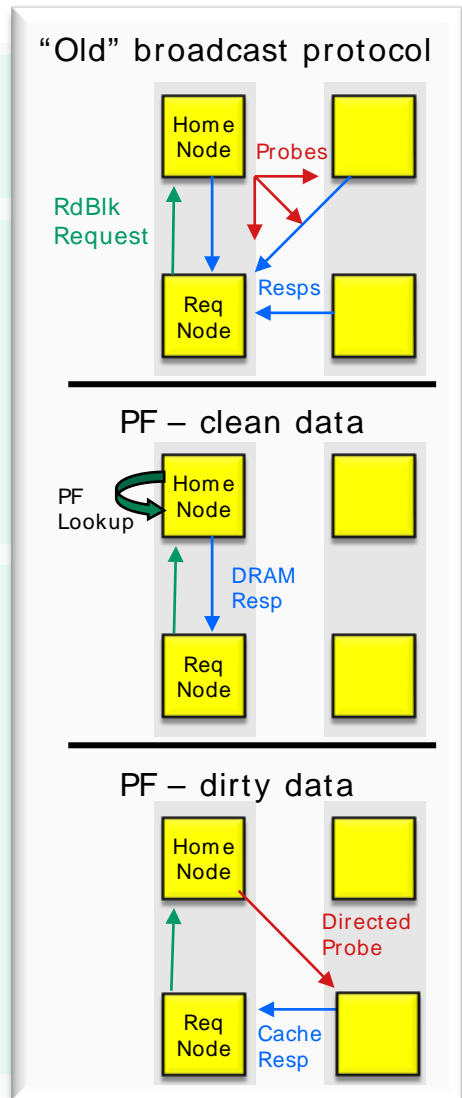 “Old” broadcast protocol
Home
Node
Probes
RdBlk
Request
Req
Node
Resps
PF – clean data
PF
Lookup
Home
Node
DRAM
Resp
Req
Node
PF – dirty data
Home
Node
Directed
Probe
Req
Node
Cache
Resp